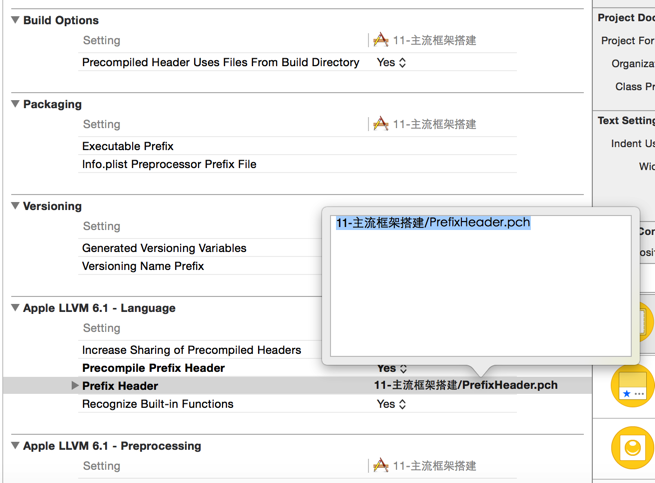 Build Options
Setting 11-主流框架搭建
Precompiled Header Uses Files From Build Directory Yes
Packaging
Setting 11-主流框架搭建
Executable Prefix
Info.plist Preprocessor Prefix File
Versioning
Setting
Generated Versioning Variables
Versioning Name Prefix
11-主流框架搭建/PrefixHeader.pch
Apple LLVM 6.1 - Language
Setting
Increase Sharing of Precompiled Headers
Precompile Prefix Header Yes
Prefix Header 11-主流框架搭建/PrefixHeader.pch
Recognize Built-in Functions Yes
Apple LLVM 6.1 - Preprocessing
Setting 11-主流框架搭建
Project Doc
Project For
Organiza
Class Pr
Text Setting
Indent Us
Wid